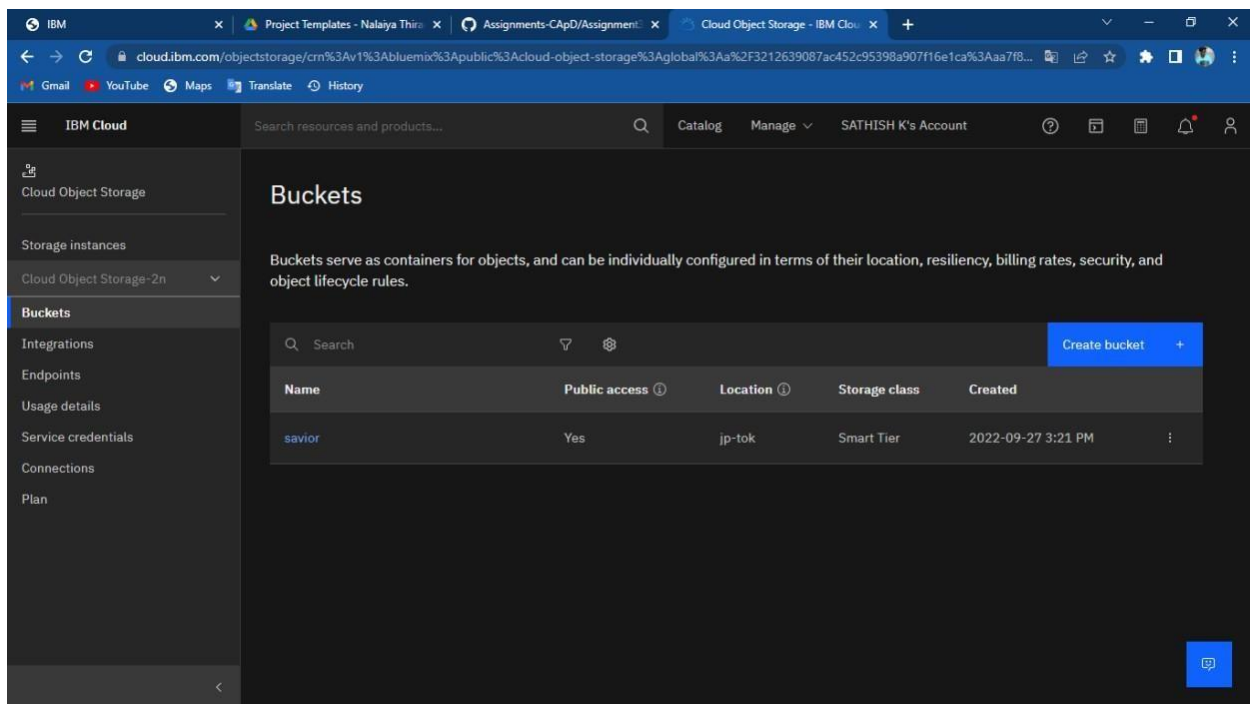 IBM
Project Templates - Nalaiya Thira
Assignments-CApD/Assignment3
Cloud Object Storage - IBM Clou
cloud.ibm.com/objectstorage/crn%3Av1%3Abluemix%3Apublic%3Acloud-object-storage%3Aglobal%3Aa%2F3212639087ac452c95398a907f16e1ca%3Aaa7f8...
Gmail YouTube Maps Translate History
IBM Cloud
Search resources and products...
Catalog Manage SATHISH K's Account
Cloud Object Storage
Storage instances
Cloud Object Storage-2n
Buckets
Integrations
Endpoints
Usage details
Service credentials
Connections
Plan
Buckets
Buckets serve as containers for objects, and can be individually configured in terms of their location, resiliency, billing rates, security, and
object lifecycle rules.
Search
Create bucket +
Name Public access Location Storage class Created
savior Yes jp-tok Smart Tier 2022-09-27 3:21 PM